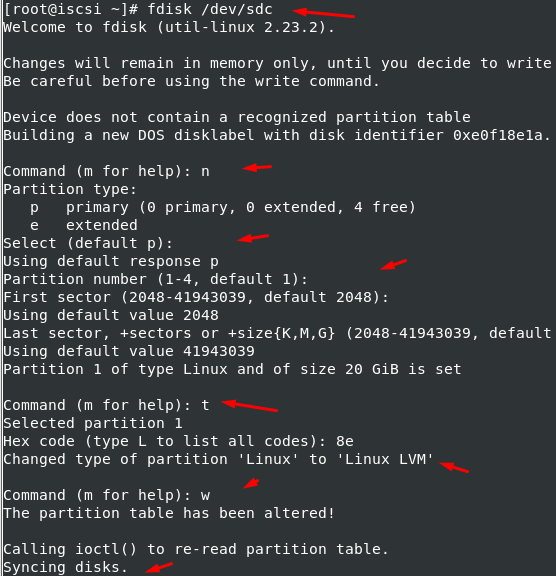 [root@iscsi ~]# fdisk /dev/sdc
Welcome to fdisk (util-linux 2.23.2).
Changes will remain in memory only, until you decide to write
Be careful before using the write command.
Device does not contain a recognized partition table
Building a new DOS disklabel with disk identifier 0xe0f18e1a.
Command (m for help): n
Partition type:
   p   primary (0 primary, 0 extended, 4 free)
   e   extended
Select (default p):
Using default response p
Partition number (1-4, default 1):
First sector (2048-41943039, default 2048):
Using default value 2048
Last sector, +sectors or +size{K,M,G} (2048-41943039, default
Using default value 41943039
Partition 1 of type Linux and of size 20 GiB is set
Command (m for help): t
Selected partition 1
Hex code (type L to list all codes): 8e
Changed type of partition 'Linux' to 'Linux LVM'
Command (m for help): w
The partition table has been altered!
Calling ioctl() to re-read partition table.
Syncing disks.